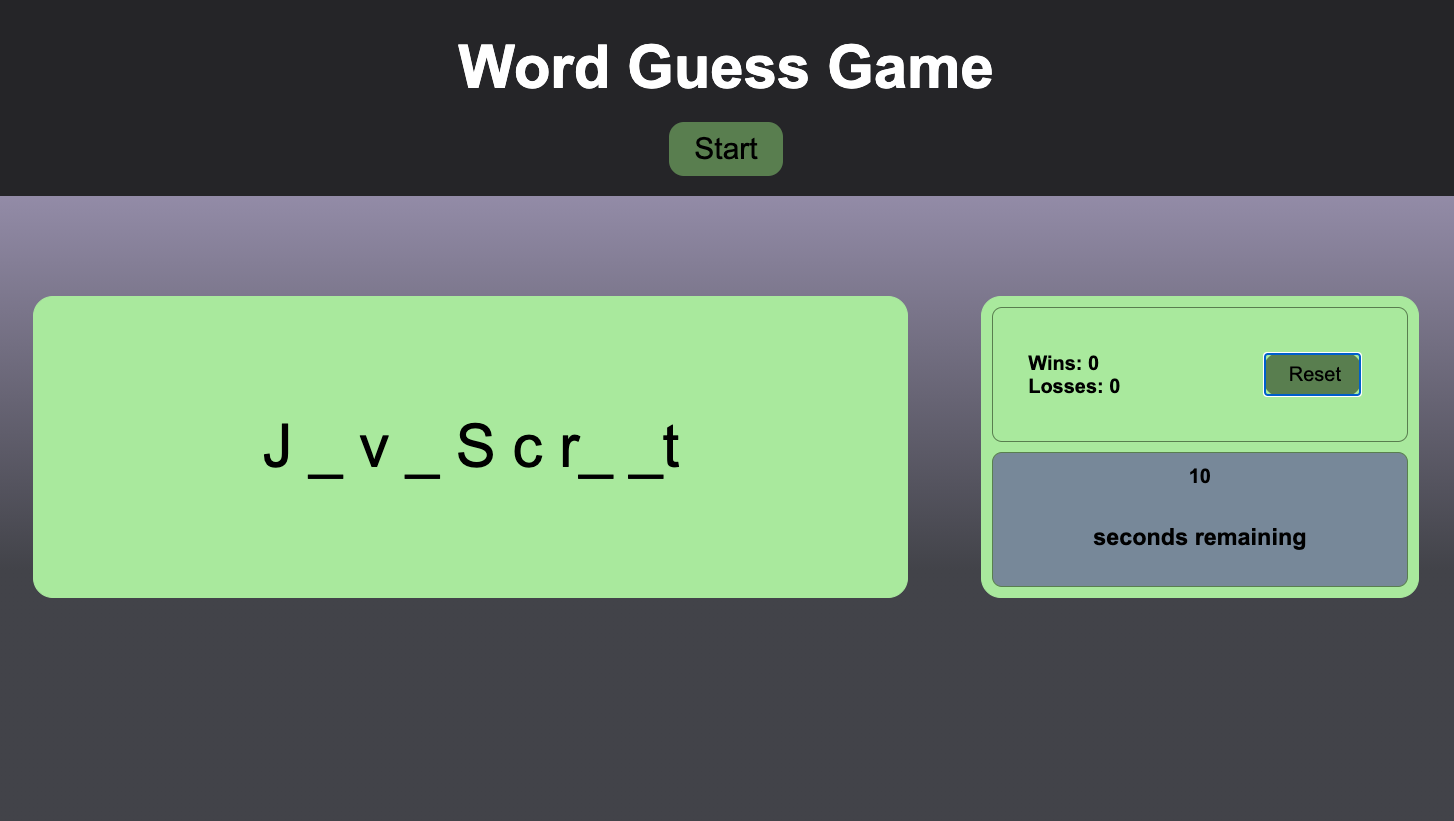 Word Guess Game
Start
J _ v _ S c r_ _t
Wins: 0
Losses: 0
Reset
10
seconds remaining